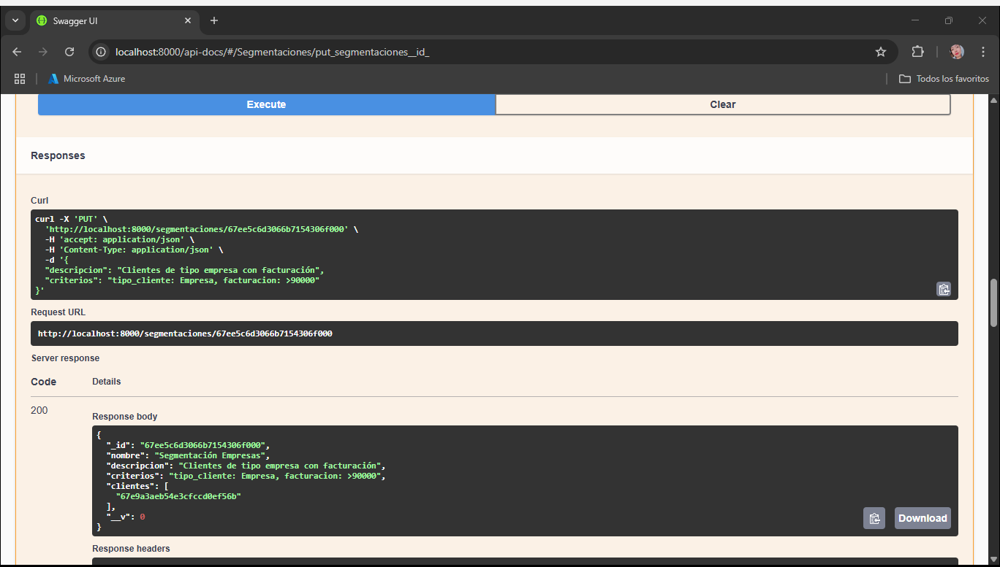 Swagger UI
localhost:8000/api-docs/#/Segmentaciones/put_segmentaciones__id_
Microsoft Azure
Todos los favoritos
Execute
Clear
Responses
Curl
curl -X 'PUT' \
'http://localhost:8000/segmentaciones/67ee5c6d3066b7154306f000' \
-H 'accept: application/json' \
-H 'Content-Type: application/json' \
-d '{
"descripcion": "Clientes de tipo empresa con facturación",
"criterios": "tipo_cliente: Empresa, facturacion: >90000"
}'
Request URL
http://localhost:8000/segmentaciones/67ee5c6d3066b7154306f000
Server response
Code
Details
200
Response body
{
"_id": "67ee5c6d3066b7154306f000",
"nombre": "Segmentación Empresas",
"descripcion": "Clientes de tipo empresa con facturación",
"criterios": "tipo_cliente: Empresa, facturacion: >90000",
"clientes": [
"67e9a3aeb54e3cfccd0ef56b"
],
"__v": 0
}
Download
Response headers